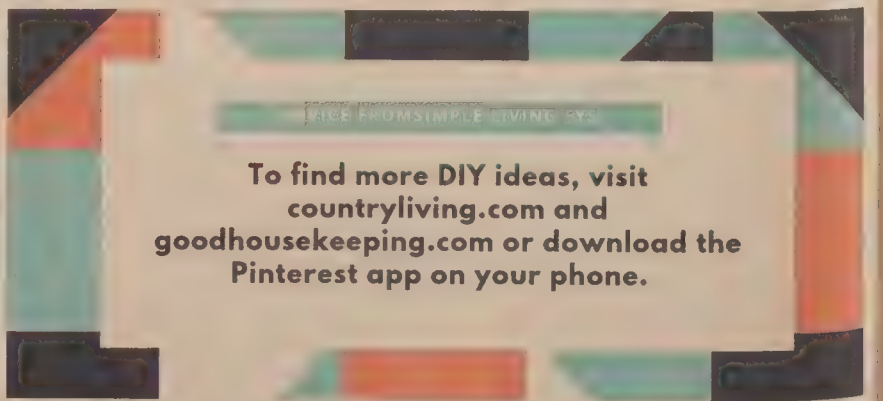 VICE FROMSIMPLE LIVING SYS
To find more DIY ideas, visit
countryliving.com and
goodhousekeeping.com or download the
Pinterest app on your phone.